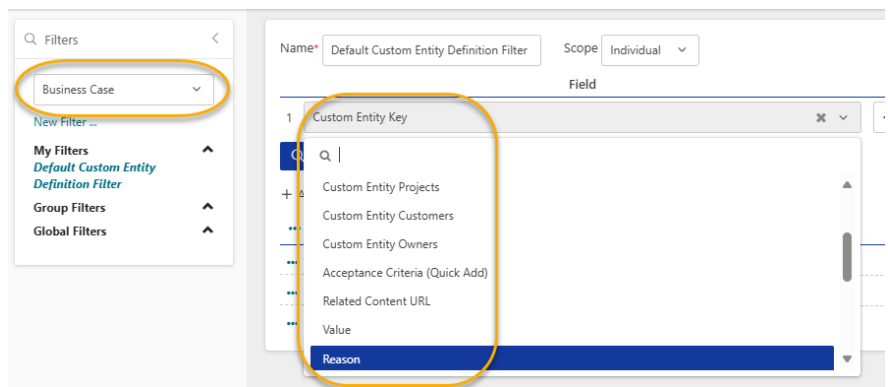 Filters
Business Case
New Filter ...
My Filters
Default Custom Entity
Definition Filter
Group Filters
Global Filters
Name* Default Custom Entity Definition Filter Scope Individual
Field
1 Custom Entity Key
Custom Entity Projects
Custom Entity Customers
Custom Entity Owners
Acceptance Criteria (Quick Add)
Related Content URL
Value
Reason